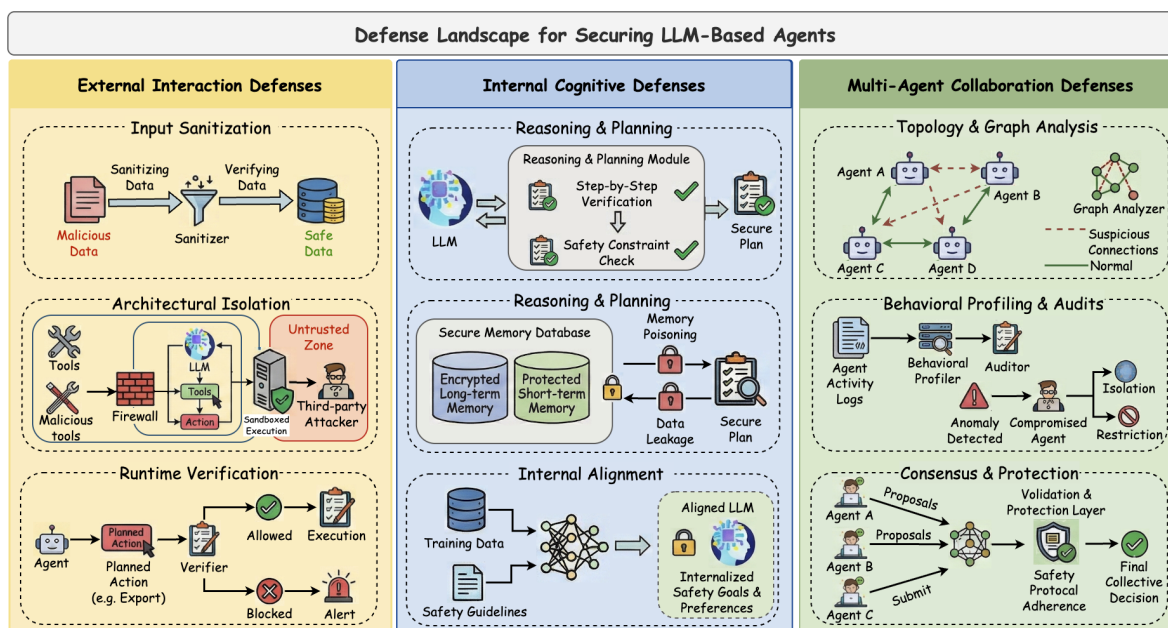 Defense Landscape for Securing LLM-Based Agents
External Interaction Defenses
Input Sanitization
Sanitizing
Data
Verifying
Data
Malicious
Data
Sanitizer
Safe
Data
Architectural Isolation
Tools
Malicious
tools
Firewall
LLM
Tools
Action
Sandboxed
Execution
Untrusted
Zone
Third-party
Attacker
Runtime Verification
Agent
Planned
Action
Planned
Action
(e.g. Export)
Verifier
Allowed
Execution
Blocked
Alert
Internal Cognitive Defenses
Reasoning & Planning
LLM
Reasoning & Planning Module
Step-by-Step
Verification
Safety Constraint
Check
Secure
Plan
Reasoning & Planning
Secure Memory Database
Encrypted
Long-term
Memory
Protected
Short-term
Memory
Memory
Poisoning
Data
Leakage
Secure
Plan
Internal Alignment
Training Data
Safety Guidelines
Aligned LLM
Internalized
Safety Goals &
Preferences
Multi-Agent Collaboration Defenses
Topology & Graph Analysis
Agent A
Agent B
Agent C
Agent D
Graph Analyzer
Suspicious
Connections
Normal
Behavioral Profiling & Audits
Agent
Activity
Logs
Behavioral
Profiler
Auditor
Anomaly
Detected
Compromised
Agent
Isolation
Restriction
Consensus & Protection
Agent A
Agent B
Agent C
Proposals
Proposals
Submit
Validation &
Protection Layer
Safety
Protocal
Adherence
Final
Collective
Decision